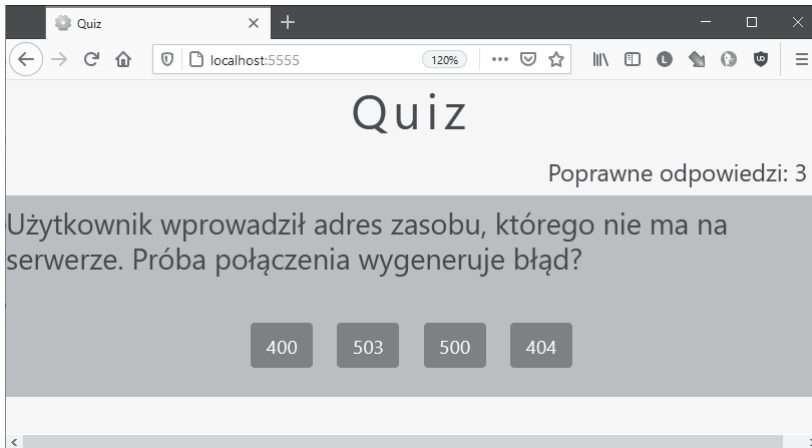 Quiz
localhost:5555
120%
Quiz
Poprawne odpowiedzi: 3
Użytkownik wprowadził adres zasobu, którego nie ma na
serwerze. Próba połączenia wygeneruje błąd?
400 503 500 404